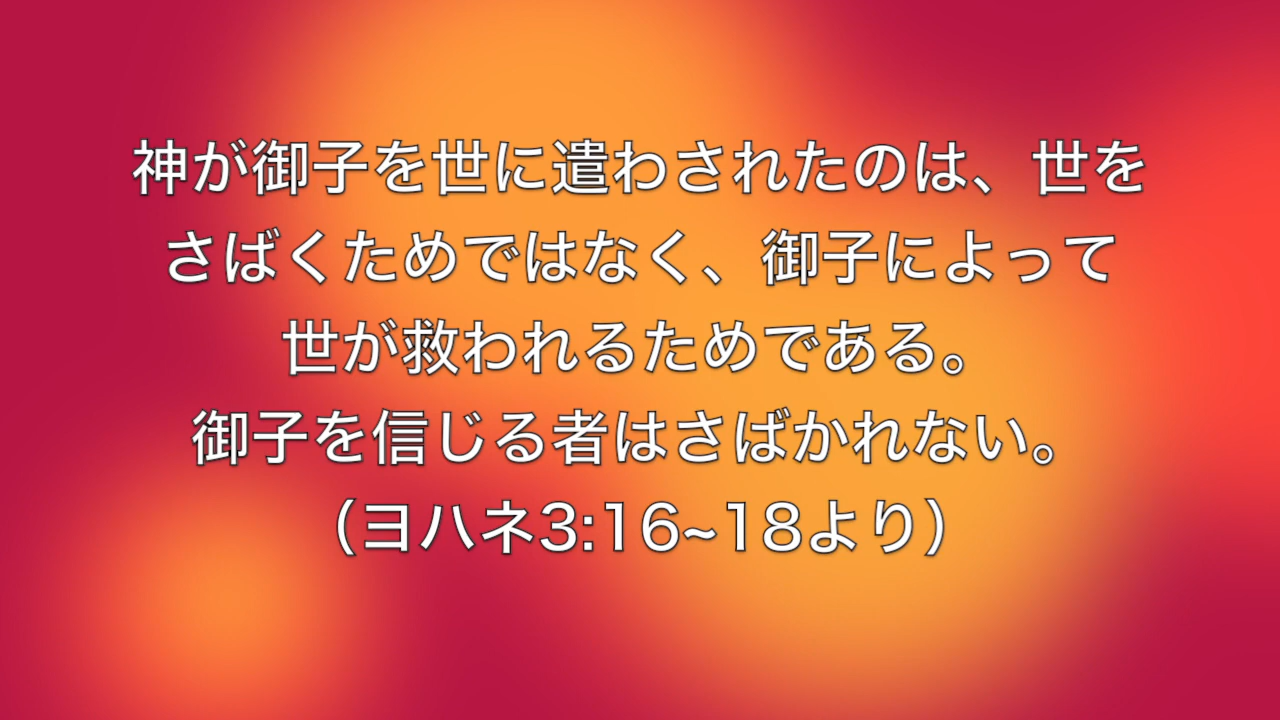 神が御子を世に遣わされたのは、世を
さばくためではなく、御子によって
世が救われるためである。
御子を信じる者はさばかれない。
（ヨハネ3:16~18より）